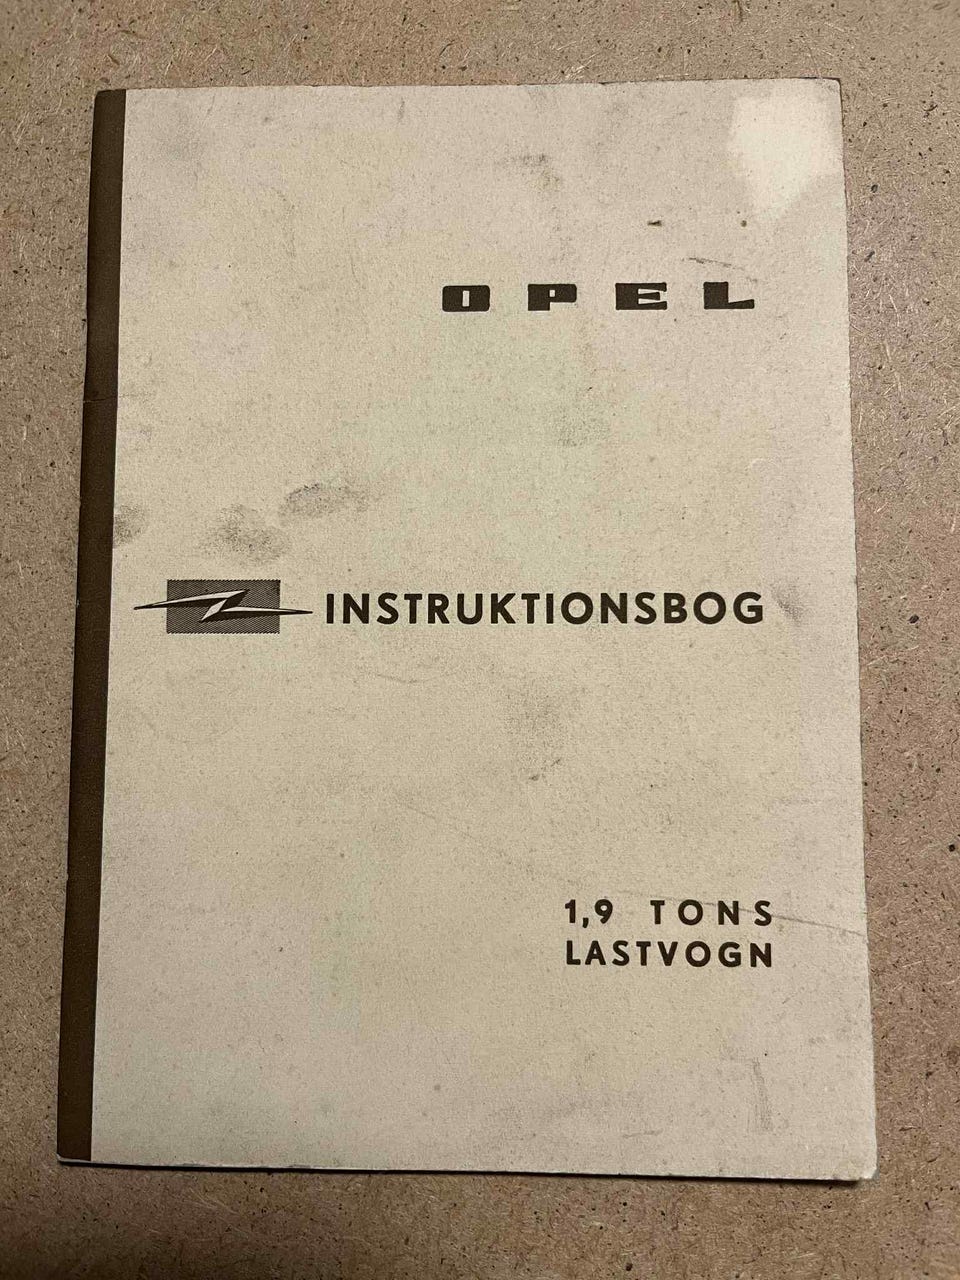 OPEL
INSTRUKTIONSBOG
1,9 TONS
LASTVOGN